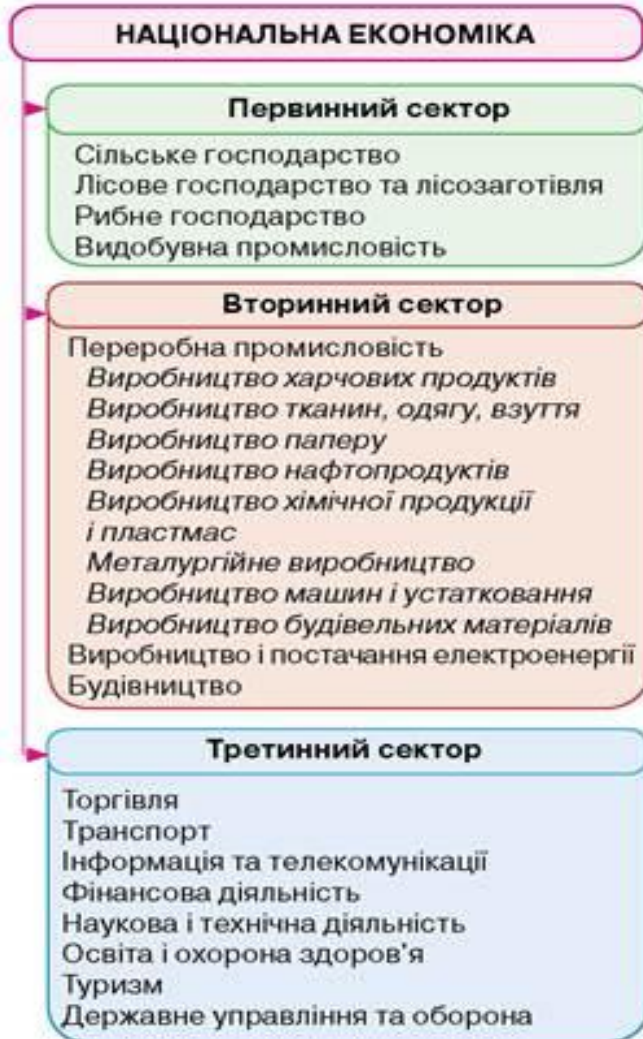 НАЦІОНАЛЬНА ЕКОНОМІКА
Первинний сектор
Сільське господарство
Лісове господарство та лісозаготівля
Рибне господарство
Видобувна промисловість
Вторинний сектор
Переробна промисловість
Виробництво харчових продуктів
Виробництво тканин, одягу, взуття
Виробництво паперу
Виробництво нафтопродуктів
Виробництво хімічної продукції
і пластмас
Металургійне виробництво
Виробництво машин і устатковання
Виробництво будівельних матеріалів
Виробництво і постачання електроенергії
Будівництво
Третинний сектор
Торгівля
Транспорт
Інформація та телекомунікації
Фінансова діяльність
Наукова і технічна діяльність
Освіта і охорона здоров'я
Туризм
Державне управління та оборона